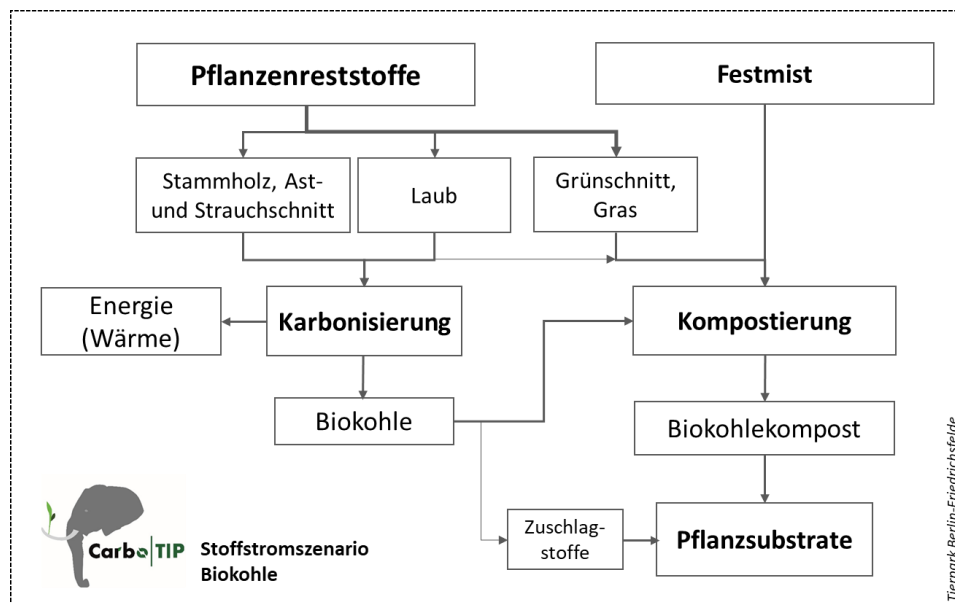 Pflanzenreststoffe
Festmist
Stammholz, Ast-
und Strauchschnitt
Laub
Grünschnitt,
Gras
Energie
(Wärme)
Karbonisierung
Kompostierung
Biokohle
Biokohlekompost
Zuschlag-
stoffe
Pflanzsubstrate
Carbo|TIP
Stoffstromszenario
Biokohle
Tierpark Berlin-Friedrichsfelde